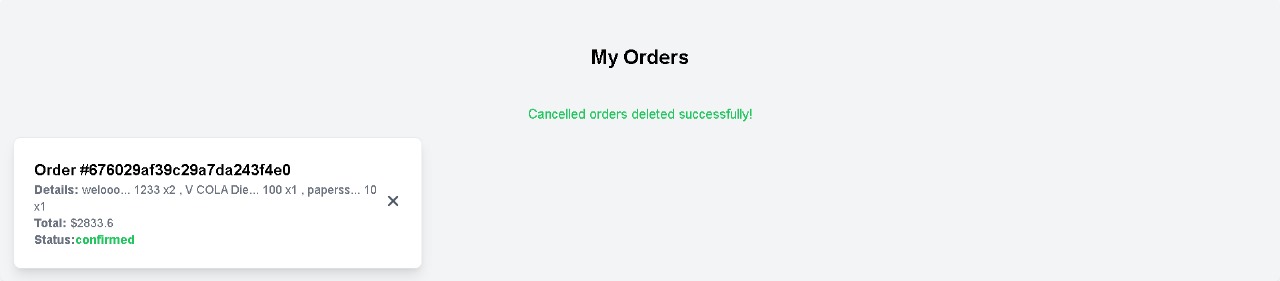 My Orders
Cancelled orders deleted successfully!
Order #676029af39c29a7da243f4e0
Details: welooo... 1233 x2 , V COLA Die... 100 x1 , paperss... 10
x1
Total: $2833.6
Status:confirmed